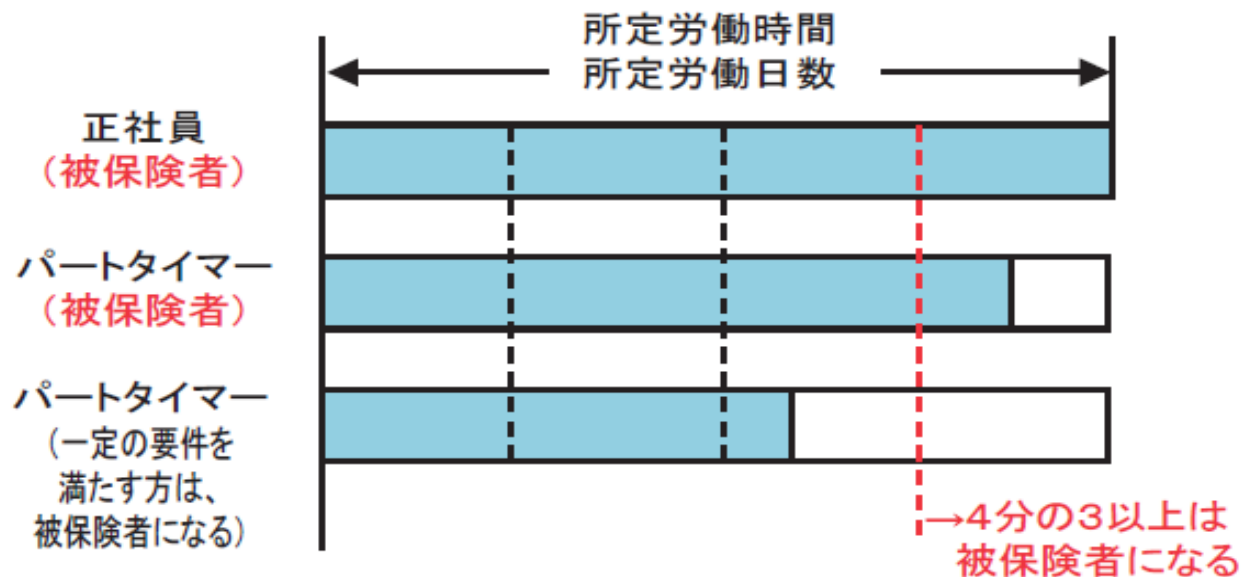 所定労働時間
所定労働日数
正社員
（被保険者）
パートタイマー
（被保険者）
パートタイマー
（一定の要件を
満たす方は、
被保険者になる）
→4分の3以上は
被保険者になる